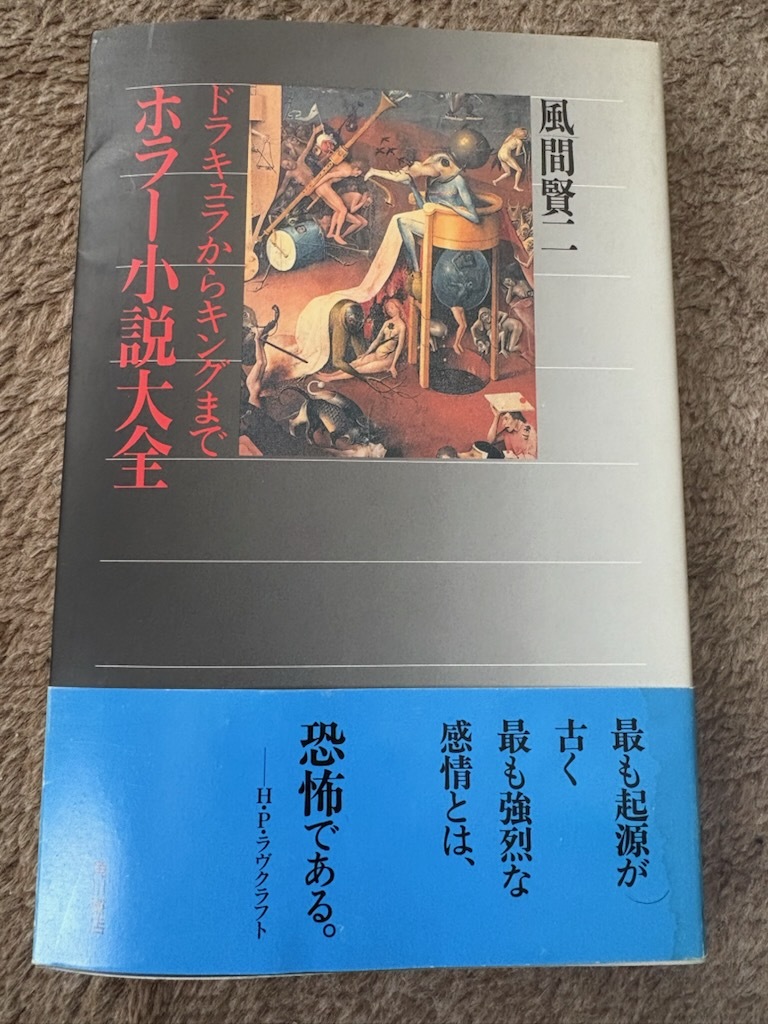 風間賢二
ドラキュラからキングまで
ホラー小説大全
最も起源が
古く
最も強烈な
感情とは、
恐怖である。
──H・P・ラヴクラフト